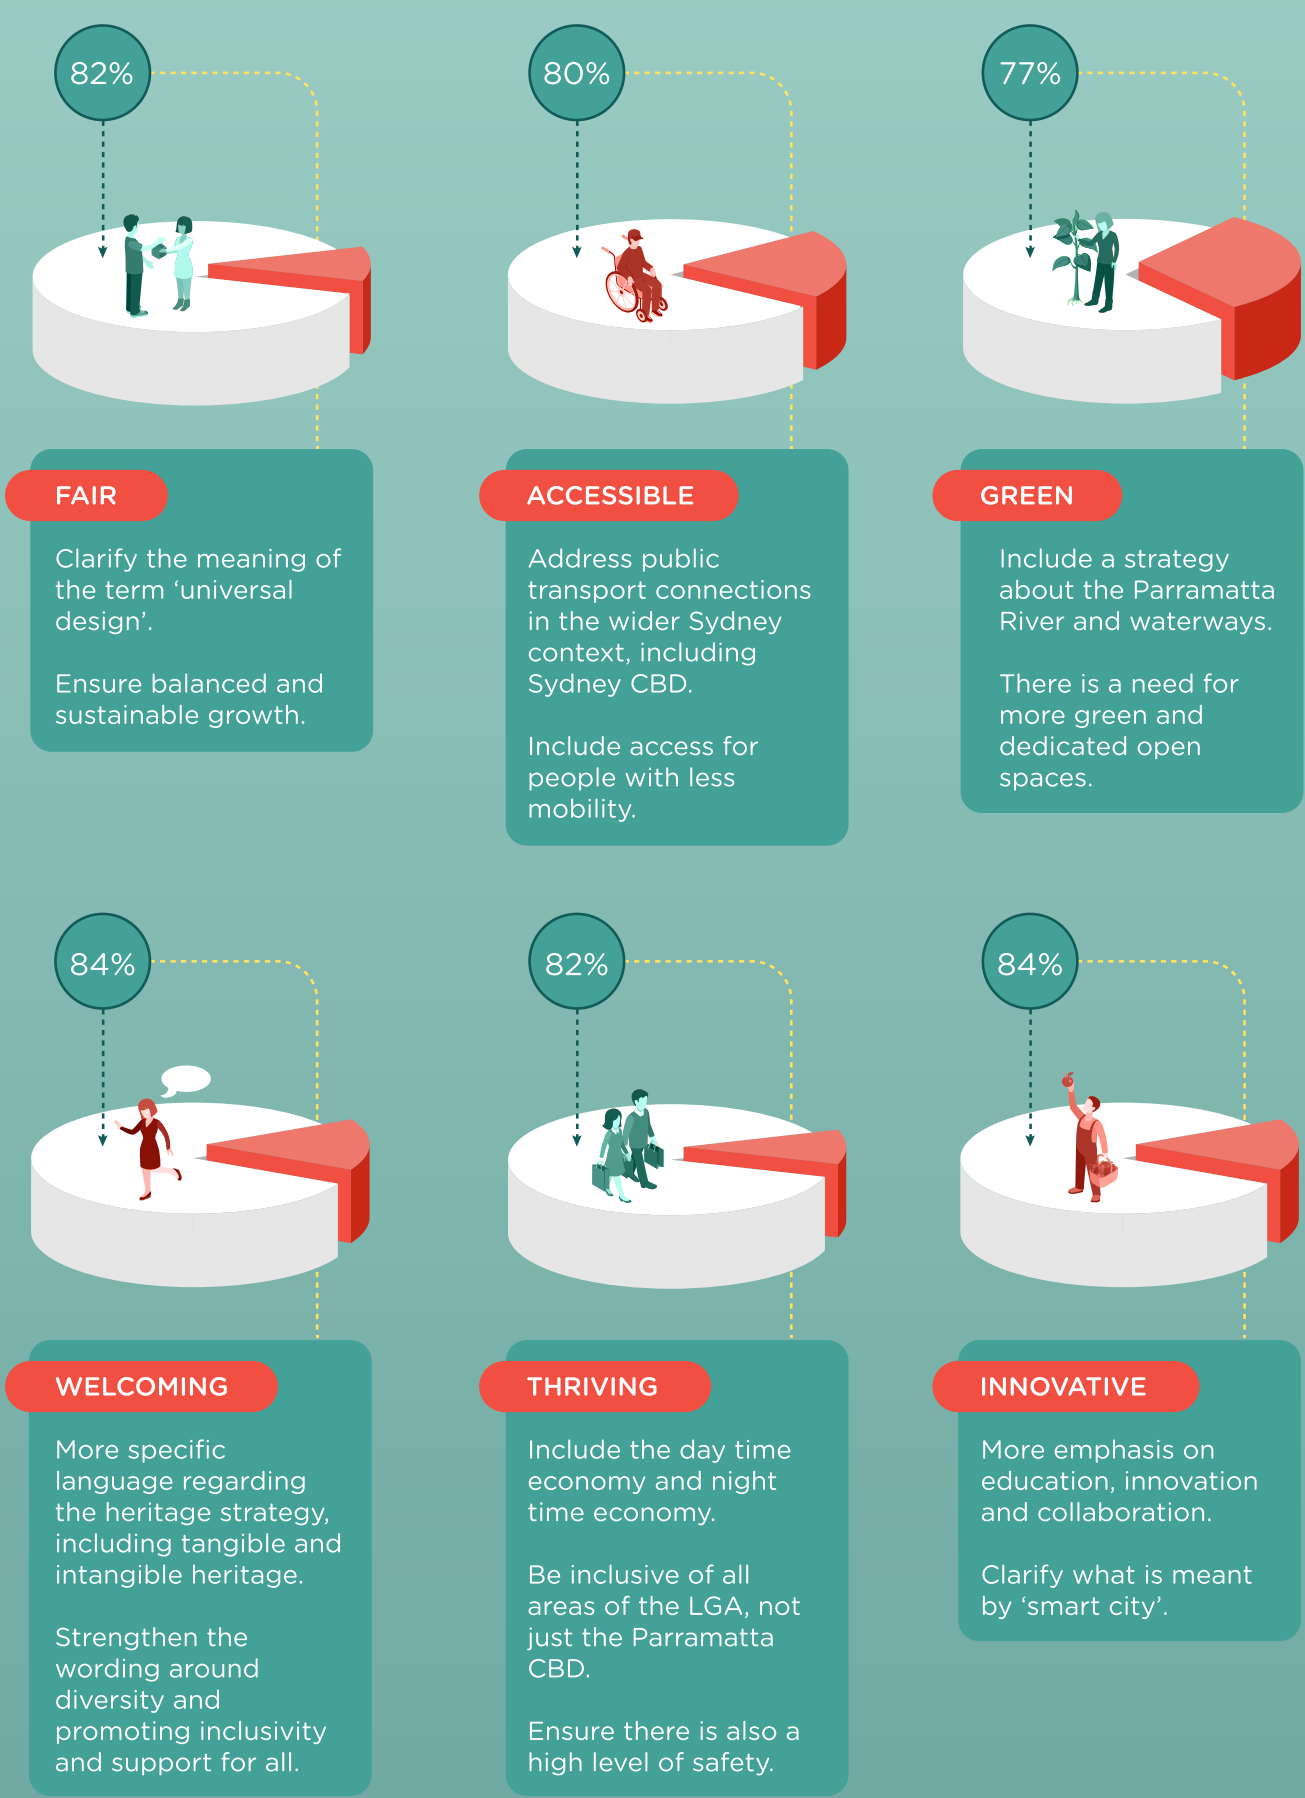 82%
FAIR
Clarify the meaning of
the term ‘universal
design’.
Ensure balanced and
sustainable growth.
80%
ACCESSIBLE
Address public
transport connections
in the wider Sydney
context, including
Sydney CBD.
Include access for
people with less
mobility.
77%
GREEN
Include a strategy
about the Parramatta
River and waterways.
There is a need for
more green and
dedicated open
spaces.
84%
WELCOMING
More specific
language regarding
the heritage strategy,
including tangible and
intangible heritage.
Strengthen the
wording around
diversity and
promoting inclusivity
and support for all.
82%
THRIVING
Include the day time
economy and night
time economy.
Be inclusive of all
areas of the LGA, not
just the Parramatta
CBD.
Ensure there is also a
high level of safety.
84%
INNOVATIVE
More emphasis on
education, innovation
and collaboration.
Clarify what is meant
by ‘smart city’.